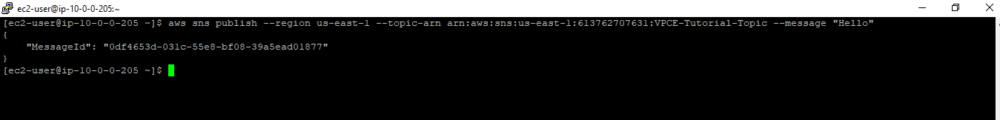 ec2-user@ip-10-0-0-205:~
[ec2-user@ip-10-0-0-205 ~]$ aws sns publish --region us-east-1 --topic-arn arn:aws:sns:us-east-1:613762707631:VPCE-Tutorial-Topic --message "Hello"
{
    "MessageId": "0df4653d-031c-55e8-bf08-39a5ead01877"
}
[ec2-user@ip-10-0-0-205 ~]$